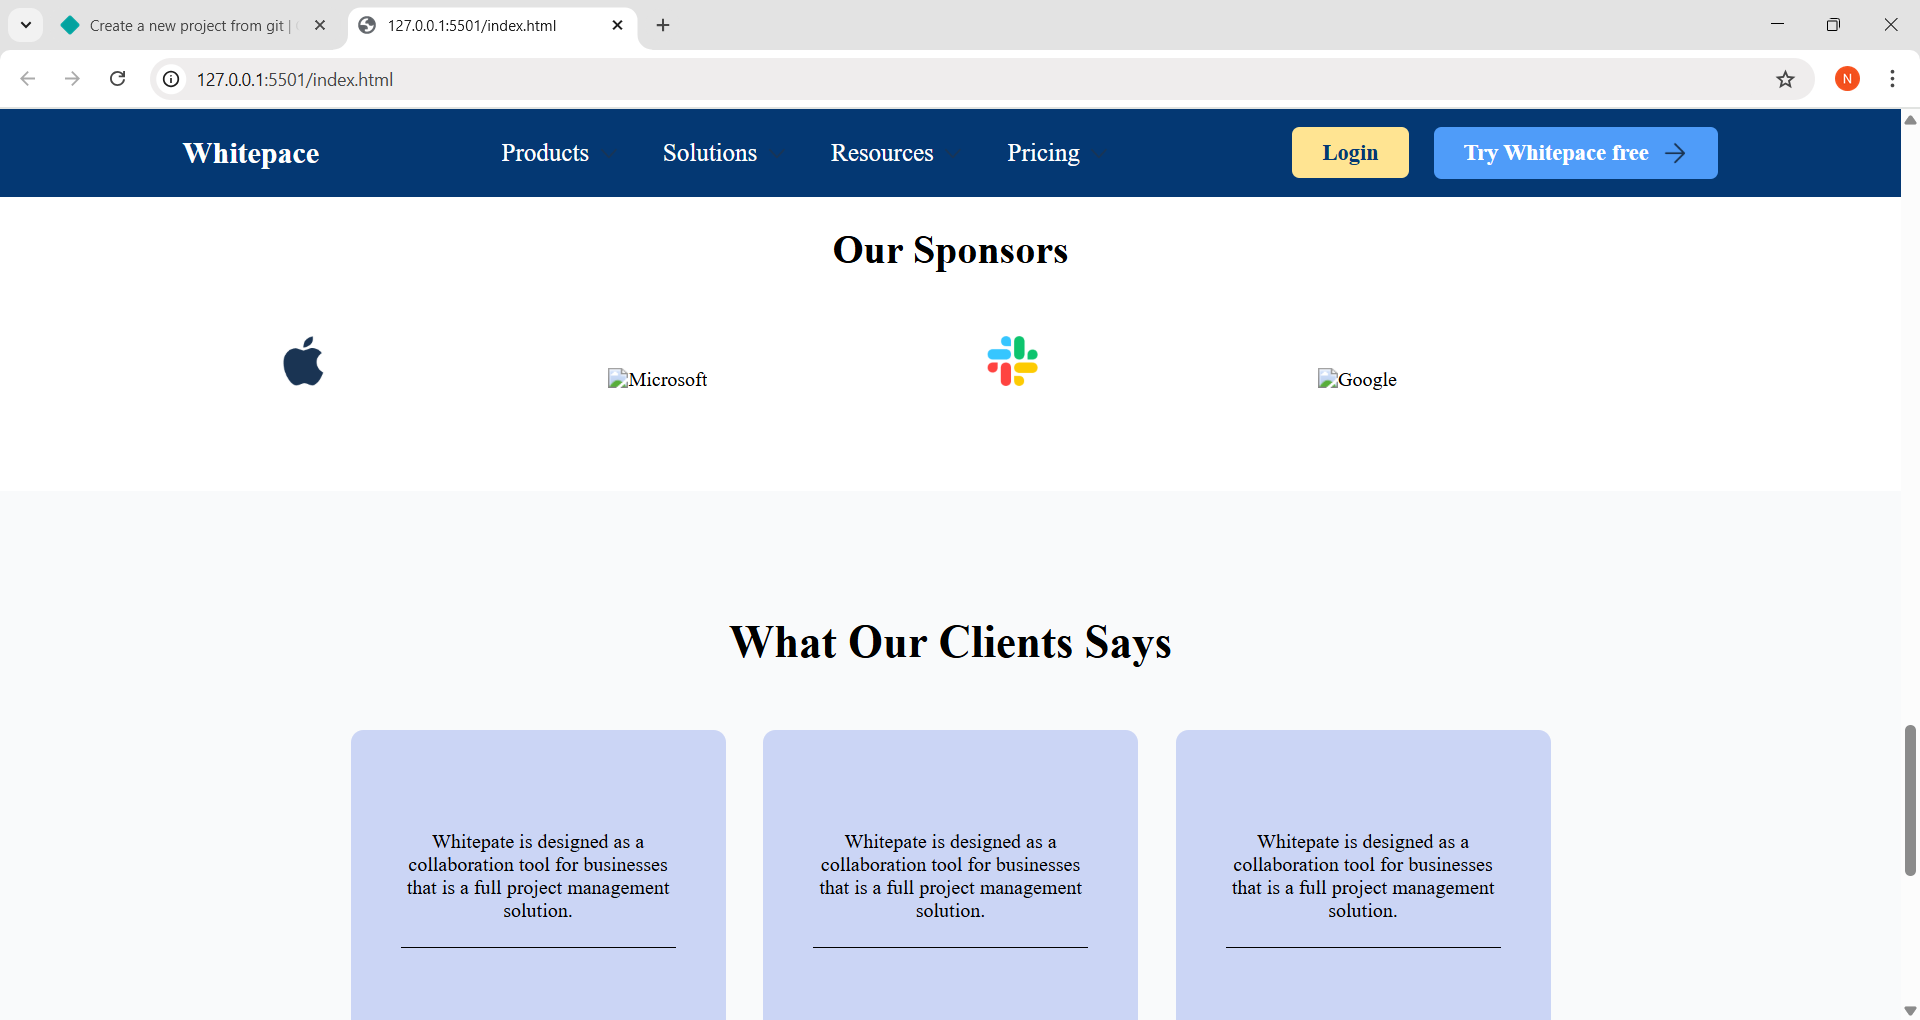 Create a new project from git |
127.0.0.1:5501/index.html
127.0.0.1:5501/index.html
N
Whitepace
Products
Solutions
Resources
Pricing
Login
Try Whitepace free
Our Sponsors
Microsoft
Google
What Our Clients Says
Whitepate is designed as a
collaboration tool for businesses
that is a full project management
solution.
Whitepate is designed as a
collaboration tool for businesses
that is a full project management
solution.
Whitepate is designed as a
collaboration tool for businesses
that is a full project management
solution.